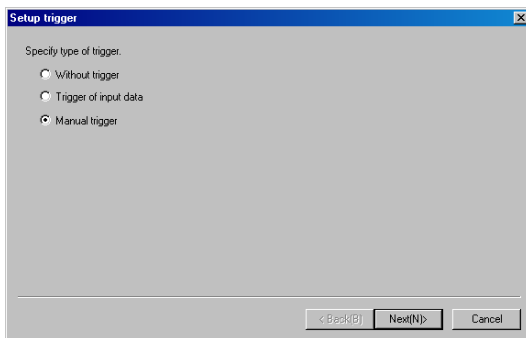 Setup trigger
Specify type of trigger.
Without trigger
Trigger of input data
Manual trigger
< Back(B) Next(N)> Cancel